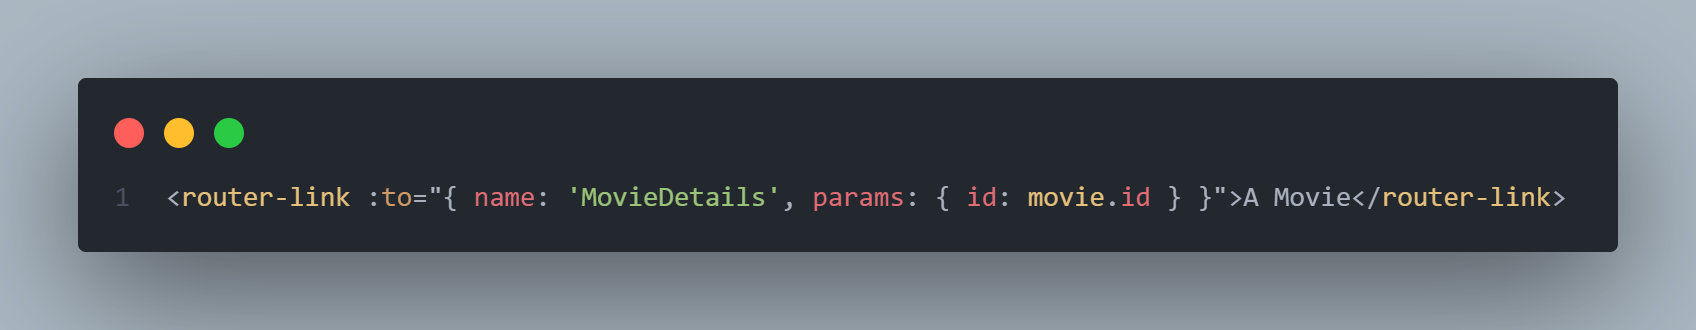 1 <router-link :to="{ name: 'MovieDetails', params: { id: movie.id } }">A Movie</router-link>